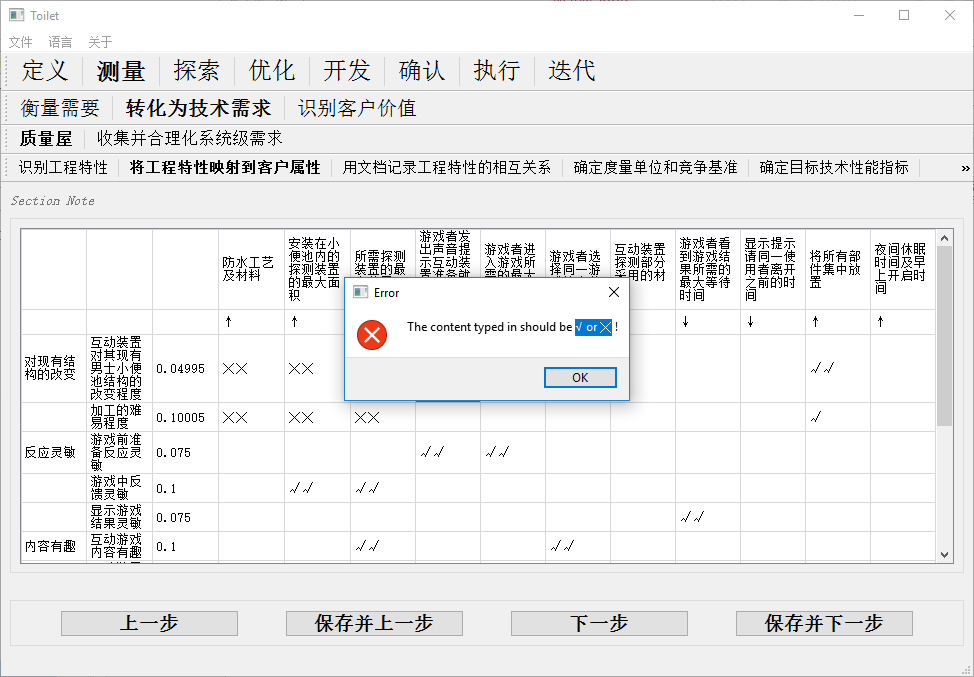 Toilet
文件 语言 关于
定义 测量 探索 优化 开发 确认 执行 迭代
衡量需要 转化为技术需求 识别客户价值
质量屋 收集并合理化系统级需求
识别工程特性 将工程特性映射到客户属性 用文档记录工程特性的相互关系 确定度量单位和竞争基准 确定目标技术性能指标 »
Section Note
防水工艺
及材料
安装在小
便池内的
探测装置
的最大面
积
所需探测
装置的最
游戏者发
出声音提
示互动装
置准备就
游戏者进
入游戏所
需的最大
游戏者选
择同一游
互动装置
探测部分
采用的材
游戏者看
到游戏结
果所需的
最大等待
时间
显示提示
请同一使
用者离开
之前的时
间
将所有部
件集中放
置
夜间休眠
时间及早
上开启时
间
↑ ↑ ↓ ↓ ↑ ↑
对现有结
构的改变
互动装置
对其现有
男士小便
池结构的
改变程度
0.04995 ×× ×× √√
加工的难
易程度
0.10005 ×× ×× ×× √
反应灵敏
游戏前准
备反应灵
敏
0.075 √√ √√
游戏中反
馈灵敏
0.1 √√ √√
显示游戏
结果灵敏
0.075 √√
内容有趣
互动游戏
内容有趣
0.1 √√ √√
Error
The content typed in should be √ or × !
OK
上一步 保存并上一步 下一步 保存并下一步